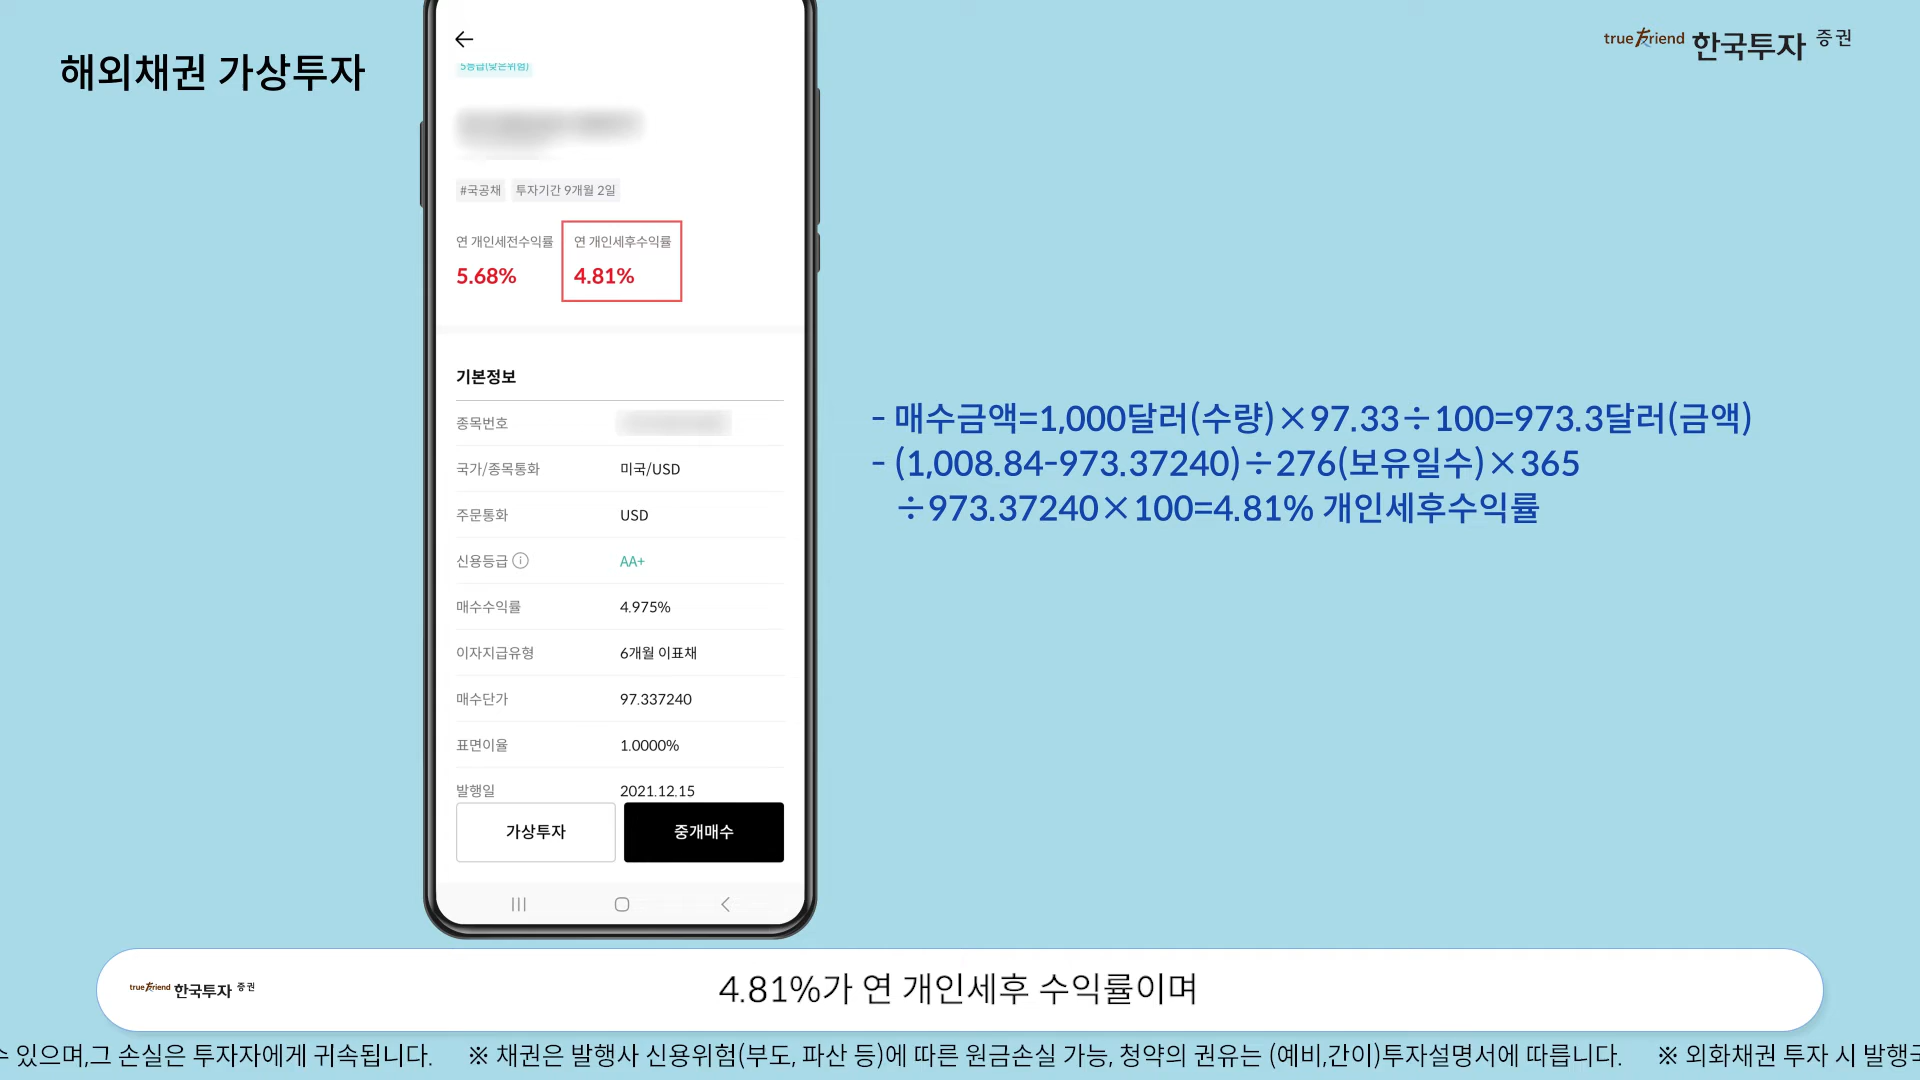 해외채권 가상투자
true friend 한국투자 증권
5등급(낮은위험)
#국공채 투자기간 9개월 2일
연 개인세전수익률 연 개인세후수익률
5.68% 4.81%
기본정보
종목번호
국가/종목통화 미국/USD
주문통화 USD
신용등급 AA+
매수수익률 4.975%
이자지급유형 6개월 이표채
매수단가 97.337240
표면이율 1.0000%
발행일 2021.12.15
가상투자 중개매수
- 매수금액=1,000달러(수량)×97.33÷100=973.3달러(금액)
- (1,008.84-973.37240)÷276(보유일수)×365
÷973.37240×100=4.81% 개인세후수익률
true friend 한국투자 증권
4.81%가 연 개인세후 수익률이며
있으며,그 손실은 투자자에게 귀속됩니다. ※ 채권은 발행사 신용위험(부도, 파산 등)에 따른 원금손실 가능, 청약의 권유는 (예비,간이)투자설명서에 따릅니다. ※ 외화채권 투자 시